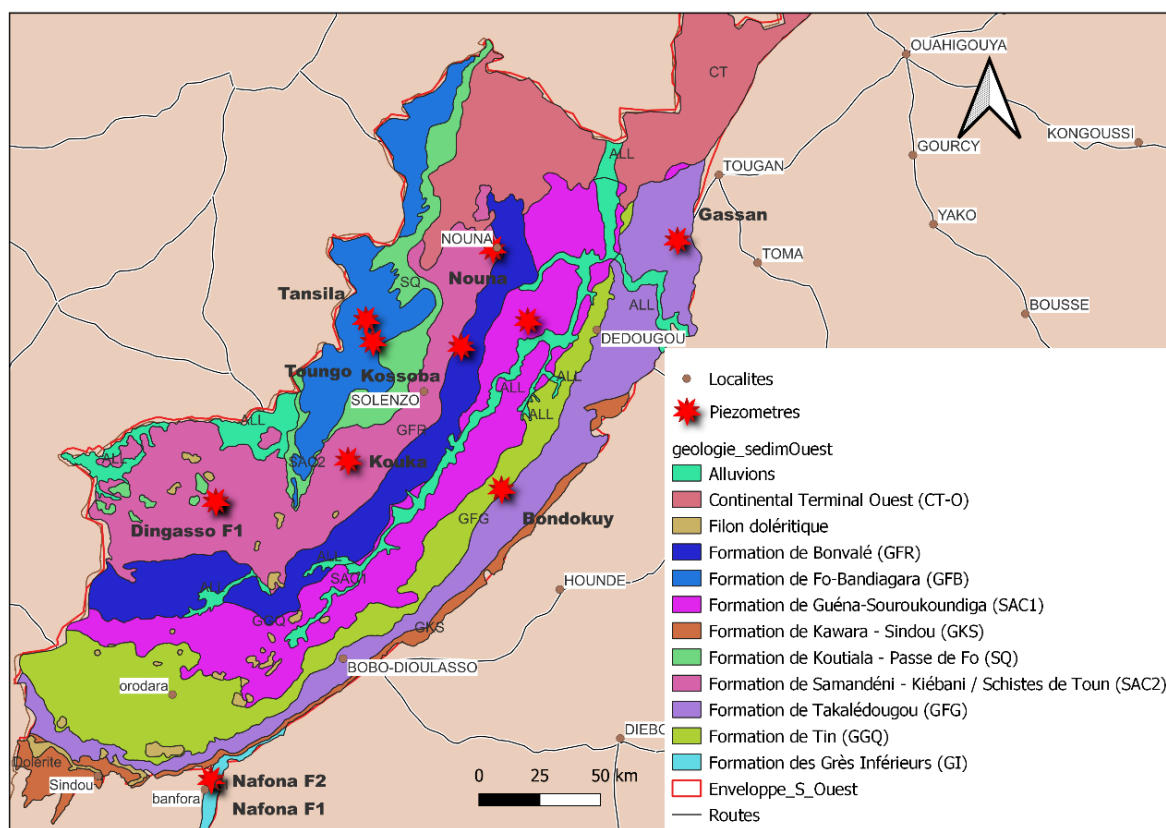 OUAHIGOUYA
CT
KONGOUSSI
GOURCY
ALL
TOUGAN
Gassan
YAKO
NOUNA
TOMA
Nouna
SQ
Tansila
ALL
BOUSSE
DEDOUGOU
Toungo
Kossoba
ALL
ALL
SOLENZO
ALL
ALL
GFR
ALL
SAC2
Kouka
Dingasso F1
GFG
Bondokuy
ALL
SAC1
ALL
HOUNDE
GGQ
GKS
BOBO-DIOULASSO
orodara
DIEBO
Dolérite
Sindou
Nafona F2
banfora
Nafona F1
0 25 50 km
Localites
Piezometres
geologie_sedimOuest
Alluvions
Continental Terminal Ouest (CT-O)
Filon doléritique
Formation de Bonvalé (GFR)
Formation de Fo-Bandiagara (GFB)
Formation de Guéna-Souroukoundiga (SAC1)
Formation de Kawara - Sindou (GKS)
Formation de Koutiala - Passe de Fo (SQ)
Formation de Samandéni - Kiébani / Schistes de Toun (SAC2)
Formation de Takalédougou (GFG)
Formation de Tin (GGQ)
Formation des Grès Inférieurs (GI)
Enveloppe_S_Ouest
Routes